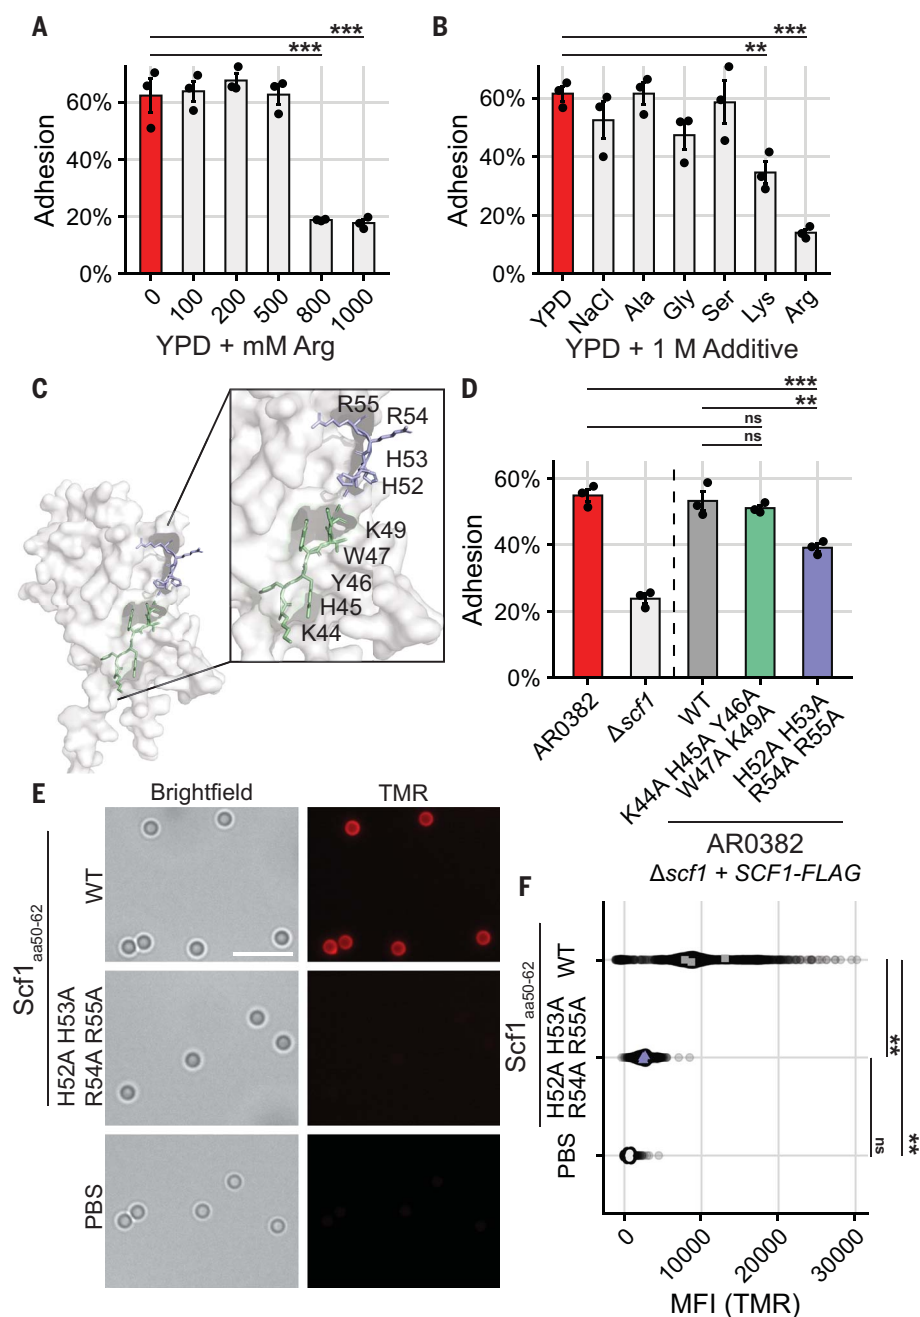 A
***
***
60%
40%
20%
0%
Adhesion
0
100
200
500
800
1000
YPD + mM Arg
B
***
**
60%
40%
20%
0%
Adhesion
YPD
NaCl
Ala
Gly
Ser
Lys
Arg
YPD + 1 M Additive
C
R55
R54
H53
H52
K49
W47
Y46
H45
K44
D
***
**
ns
ns
60%
40%
20%
0%
Adhesion
AR0382
Δscf1
WT
K44A H45A Y46A
W47A K49A
H52A H53A
R54A R55A
AR0382
Δscf1 + SCF1-FLAG
E
Brightfield
TMR
Scf1aa50-62
WT
H52A H53A
R54A R55A
PBS
F
Scf1aa50-62
WT
H52A H53A
R54A R55A
PBS
**
ns
**
0
10000
20000
30000
MFI (TMR)